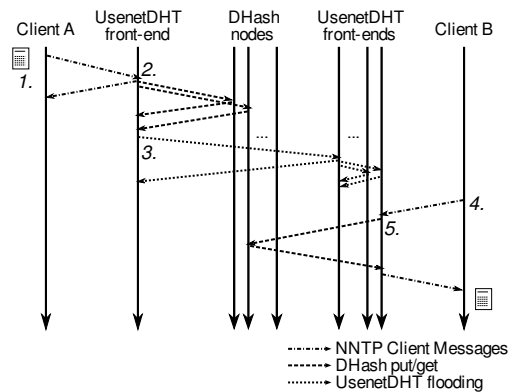 Client A
UsenetDHT
front-end
DHash
nodes
UsenetDHT
front-ends
Client B
1.
2.
3.
...
...
4.
5.
NNTP Client Messages
DHash put/get
UsenetDHT flooding